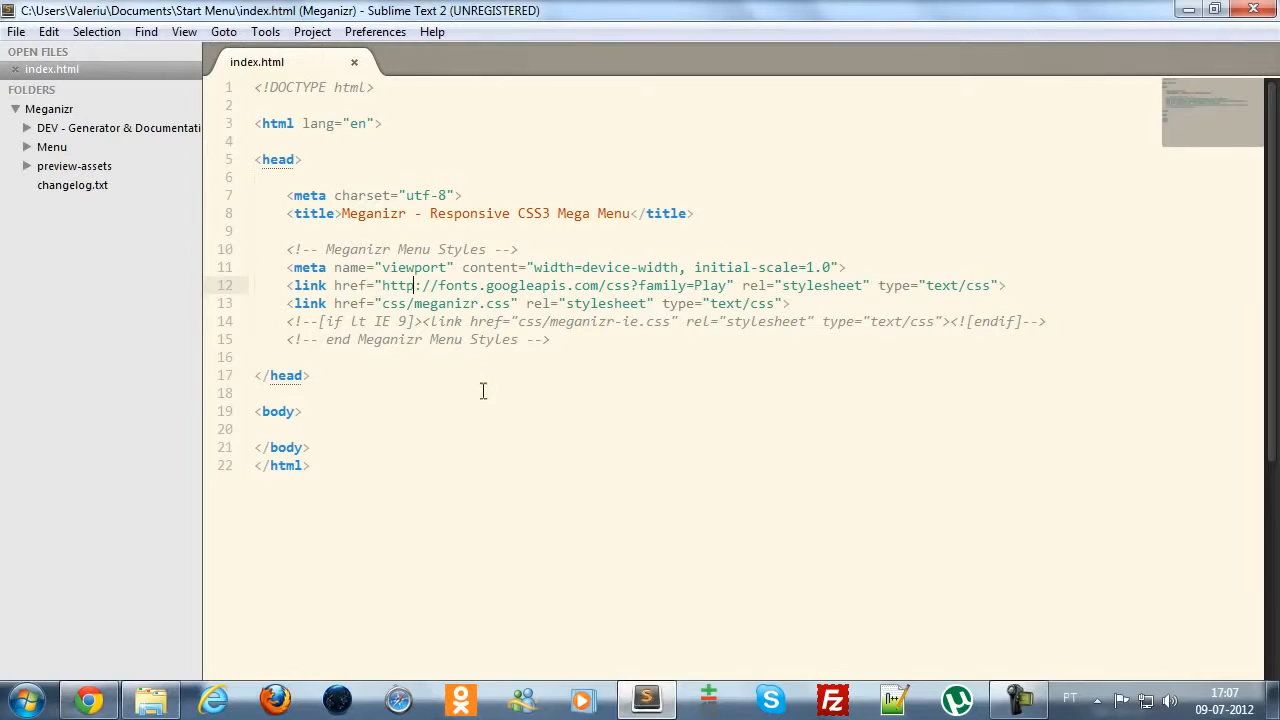 C:\Users\Valeriu\Documents\Start Menu\index.html (Meganizr) - Sublime Text 2 (UNREGISTERED)
File Edit Selection Find View Goto Tools Project Preferences Help
OPEN FILES
index.html
FOLDERS
Meganizr
DEV - Generator & Documentati
Menu
preview-assets
changelog.txt
index.html
1 <!DOCTYPE html>
2
3 <html lang="en">
4
5 <head>
6
7 <meta charset="utf-8">
8 <title>Meganizr - Responsive CSS3 Mega Menu</title>
9
10 <!-- Meganizr Menu Styles -->
11 <meta name="viewport" content="width=device-width, initial-scale=1.0">
12 <link href="http://fonts.googleapis.com/css?family=Play" rel="stylesheet" type="text/css">
13 <link href="css/meganizr.css" rel="stylesheet" type="text/css">
14 <!--[if lt IE 9]><link href="css/meganizr-ie.css" rel="stylesheet" type="text/css"><![endif]-->
15 <!-- end Meganizr Menu Styles -->
16
17 </head>
18
19 <body>
20
21 </body>
22 </html>
PT
17:07
09-07-2012